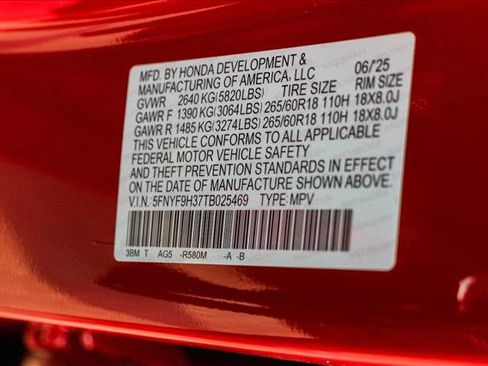 MFD. BY HONDA DEVELOPMENT & 06/'25
MANUFACTURING OF AMERICA, LLC
GVWR 2640 KG(5820LBS) TIRE SIZE RIM SIZE
GAWR F 1390 KG(3064LBS) 265/60R18 110H 18X8.0J
GAWR R 1485 KG(3274LBS) 265/60R18 110H 18X8.0J
THIS VEHICLE CONFORMS TO ALL APPLICABLE
FEDERAL MOTOR VEHICLE SAFETY
AND THEFT PREVENTION STANDARDS IN EFFECT
ON THE DATE OF MANUFACTURE SHOWN ABOVE.
V.I.N.: 5FNYF9H37TB025469 TYPE: MPV
3BM T AG5 -R580M -A -B